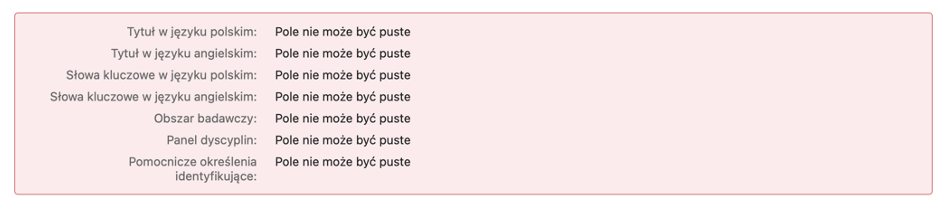 Tytuł w języku polskim: Pole nie może być puste
Tytuł w języku angielskim: Pole nie może być puste
Słowa kluczowe w języku polskim: Pole nie może być puste
Słowa kluczowe w języku angielskim: Pole nie może być puste
Obszar badawczy: Pole nie może być puste
Panel dyscyplin: Pole nie może być puste
Pomocnicze określenia Pole nie może być puste
identyfikujące: